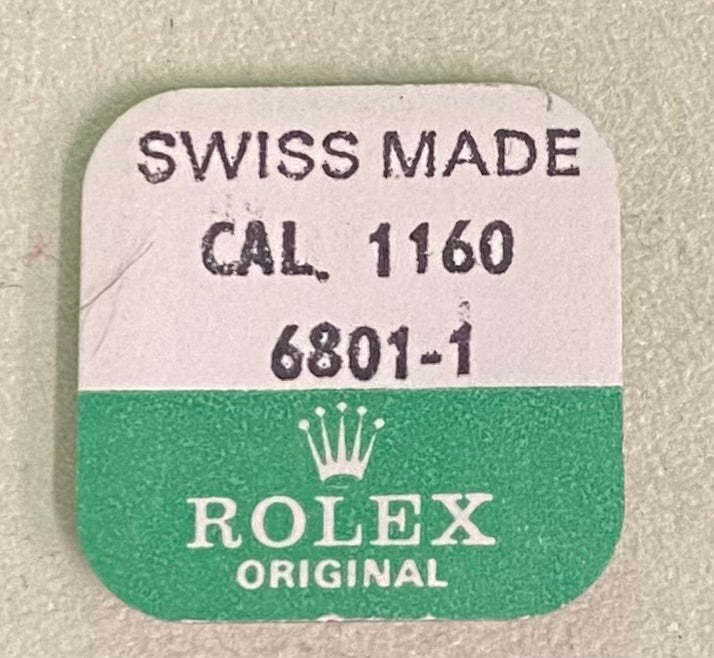 SWISS MADE
CAL. 1160
6801-1
ROLEX
ORIGINAL